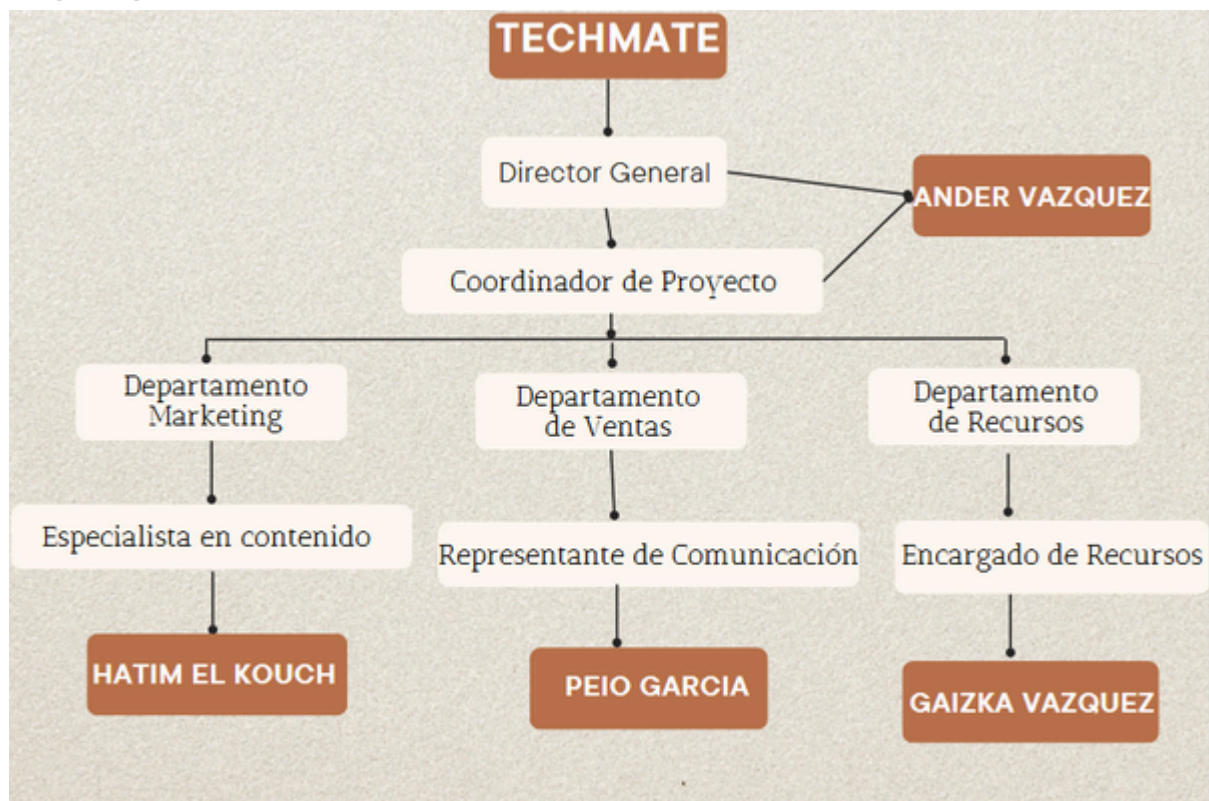 TECHMATE
Director General
ANDER VAZQUEZ
Coordinador de Proyecto
Departamento
Marketing
Departamento
de Ventas
Departamento
de Recursos
Especialista en contenido
Representante de Comunicación
Encargado de Recursos
HATIM EL KOUCH
PEIO GARCIA
GAIZKA VAZQUEZ